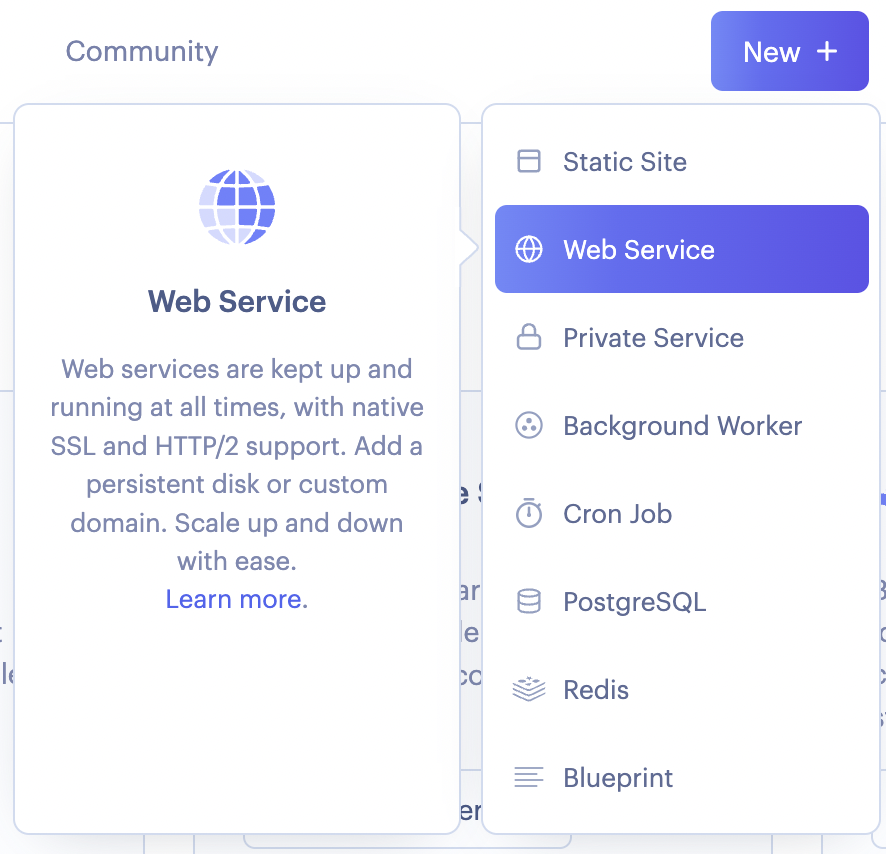 Community
New +
Web Service
Web services are kept up and
running at all times, with native
SSL and HTTP/2 support. Add a
persistent disk or custom
domain. Scale up and down
with ease.
Learn more.
Static Site
Web Service
Private Service
Background Worker
Cron Job
PostgreSQL
Redis
Blueprint